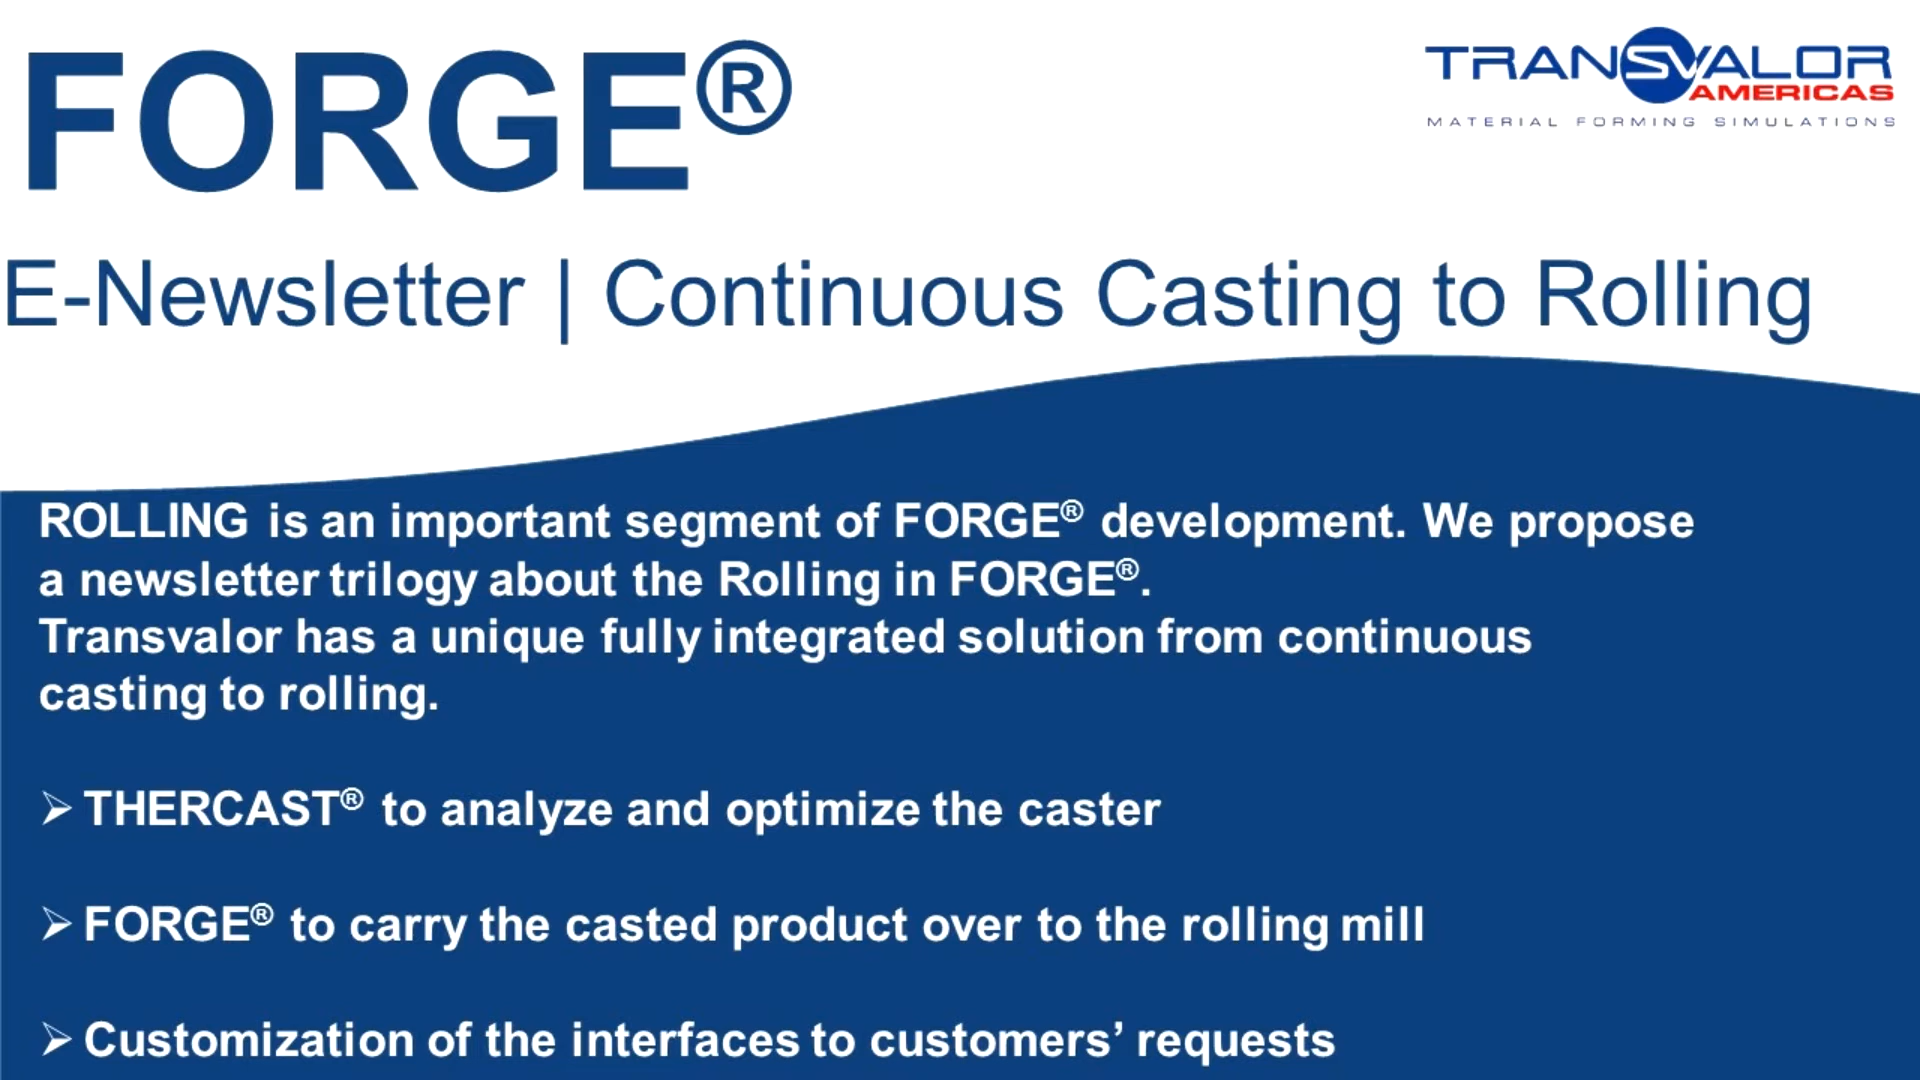 FORGE®
TRANSVALOR
AMERICAS
MATERIAL FORMING SIMULATIONS
E-Newsletter | Continuous Casting to Rolling
ROLLING is an important segment of FORGE® development. We propose
a newsletter trilogy about the Rolling in FORGE®.
Transvalor has a unique fully integrated solution from continuous
casting to rolling.
➢ THERCAST® to analyze and optimize the caster
➢ FORGE® to carry the casted product over to the rolling mill
➢ Customization of the interfaces to customers’ requests